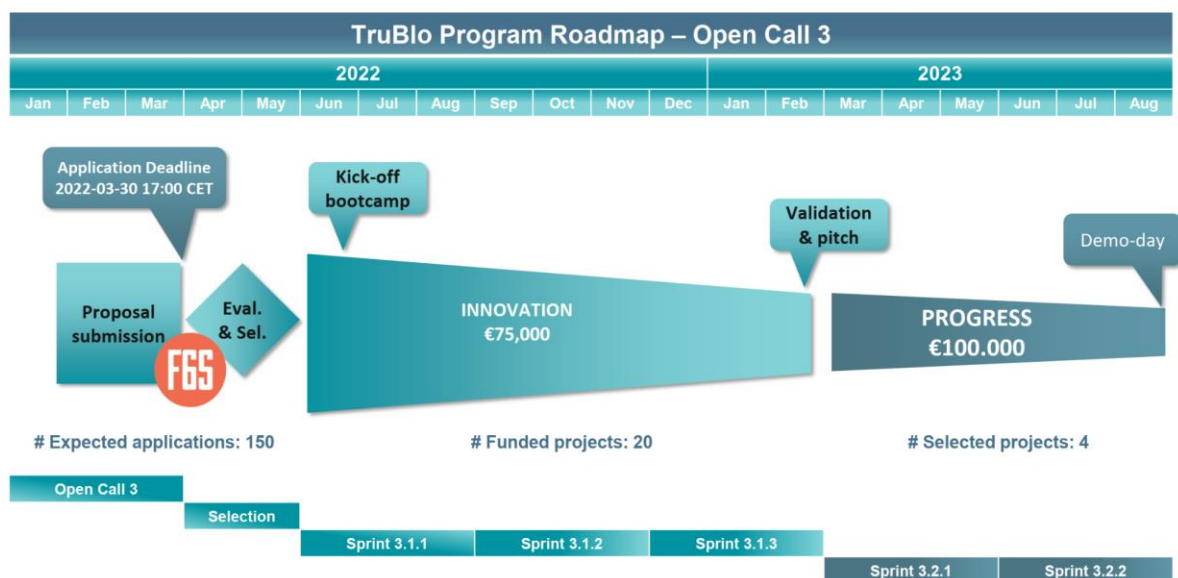 TruBlo Program Roadmap – Open Call 3
2022 2023
Jan Feb Mar Apr May Jun Jul Aug Sep Oct Nov Dec Jan Feb Mar Apr May Jun Jul Aug
Application Deadline
2022-03-30 17:00 CET
Kick-off
bootcamp
Validation
& pitch
Demo-day
Proposal
submission
F6S
Eval.
& Sel.
INNOVATION
€75,000
PROGRESS
€100.000
# Expected applications: 150
# Funded projects: 20
# Selected projects: 4
Open Call 3
Selection
Sprint 3.1.1
Sprint 3.1.2
Sprint 3.1.3
Sprint 3.2.1
Sprint 3.2.2